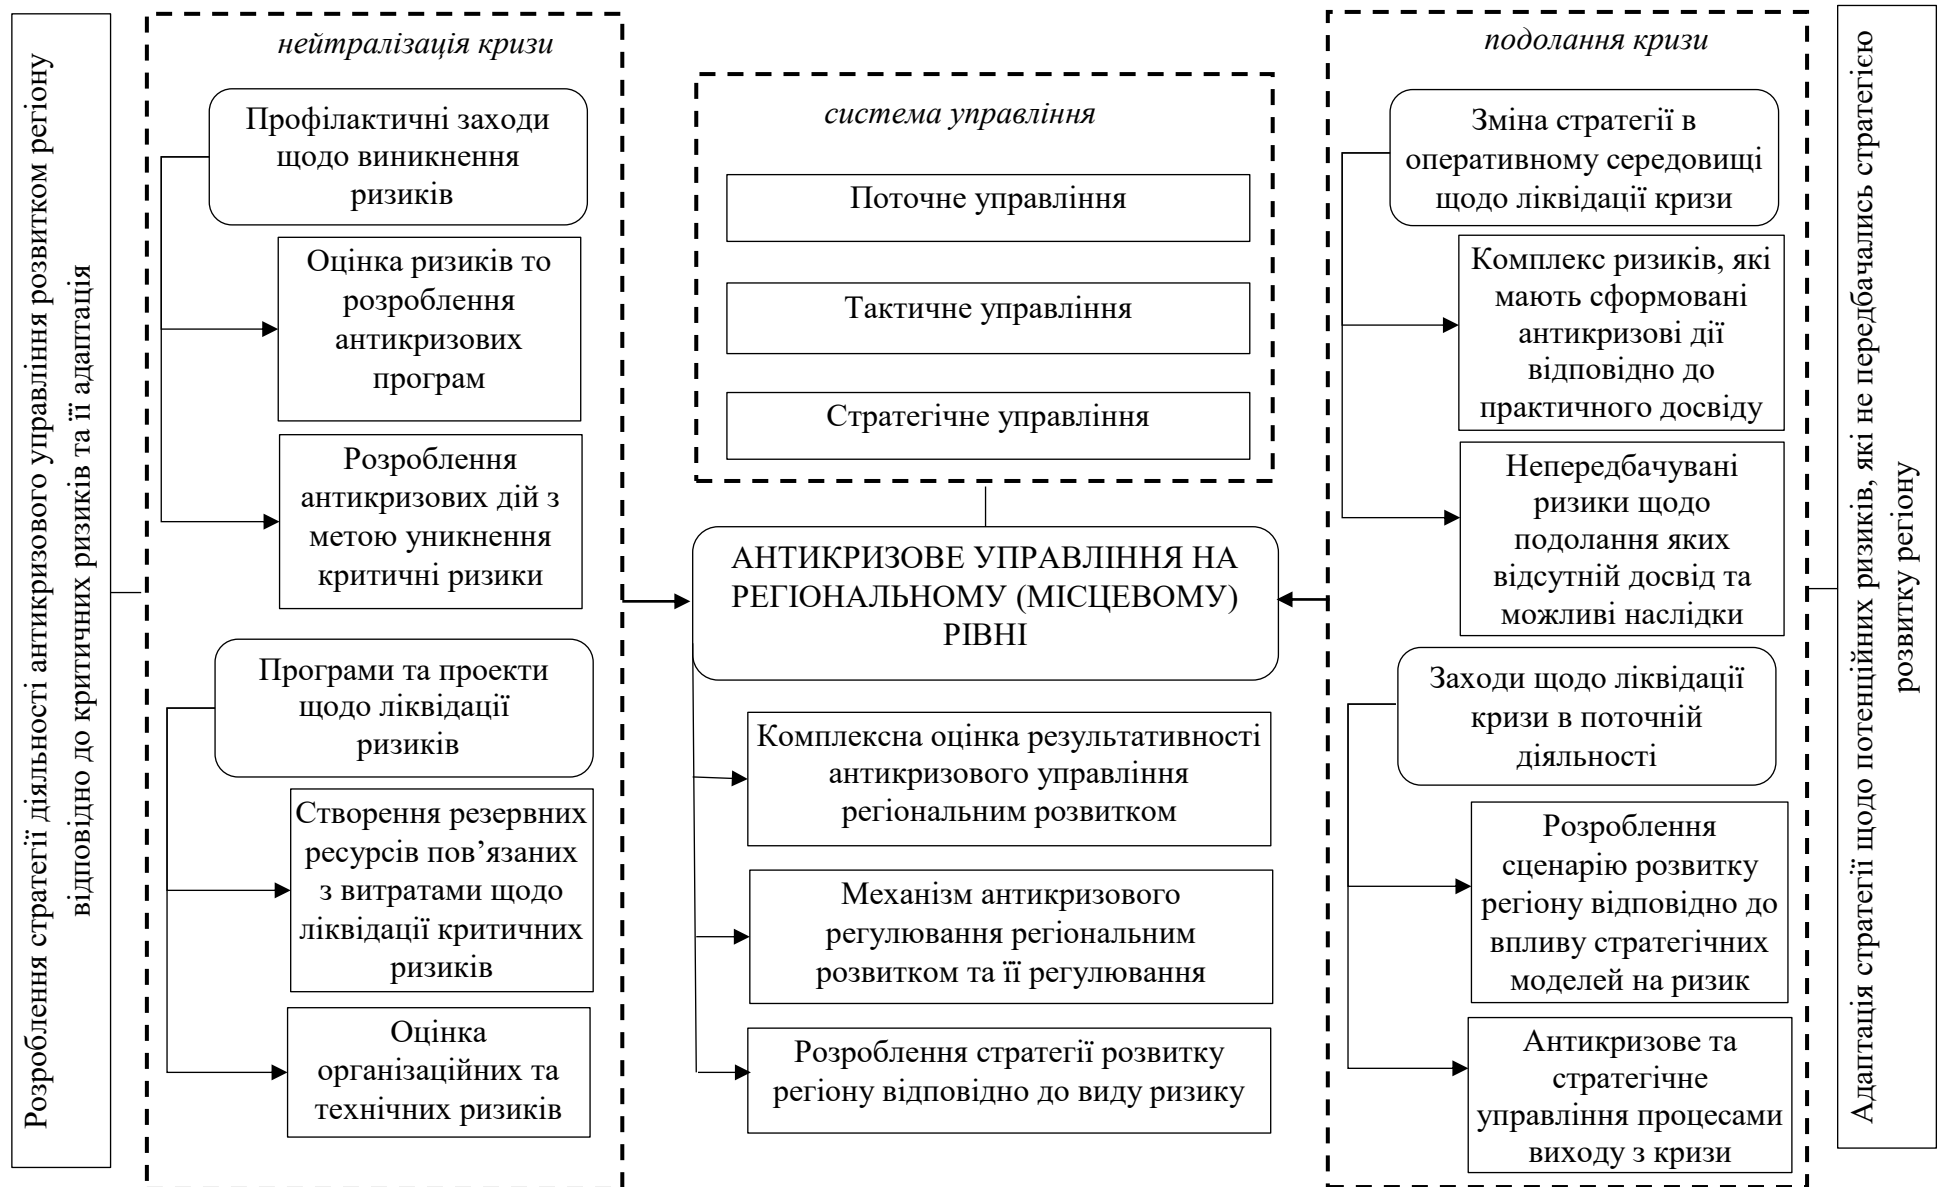 Розроблення стратегії діяльності антикризового управління розвитком регіону
відповідно до критичних ризиків та її адаптація
нейтралізація кризи
Профілактичні заходи
щодо виникнення
ризиків
Оцінка ризиків то
розроблення
антикризових
програм
Розроблення
антикризових дій з
метою уникнення
критичні ризики
Програми та проекти
щодо ліквідації
ризиків
Створення резервних
ресурсів пов’язаних
з витратами щодо
ліквідації критичних
ризиків
Оцінка
організаційних та
технічних ризиків
система управління
Поточне управління
Тактичне управління
Стратегічне управління
АНТИКРИЗОВЕ УПРАВЛІННЯ НА
РЕГІОНАЛЬНОМУ (МІСЦЕВОМУ)
РІВНІ
Комплексна оцінка результативності
антикризового управління
регіональним розвитком
Механізм антикризового
регулювання регіональним
розвитком та її регулювання
Розроблення стратегії розвитку
регіону відповідно до виду ризику
подолання кризи
Зміна стратегії в
оперативному середовищі
щодо ліквідації кризи
Комплекс ризиків, які
мають сформовані
антикризові дії
відповідно до
практичного досвіду
Непередбачувані
ризики щодо
подолання яких
відсутній досвід та
можливі наслідки
Заходи щодо ліквідації
кризи в поточній
діяльності
Розроблення
сценарію розвитку
регіону відповідно до
впливу стратегічних
моделей на ризик
Антикризове та
стратегічне
управління процесами
виходу з кризи
Адаптація стратегії щодо потенційних ризиків, які не передбачались стратегією
розвитку регіону